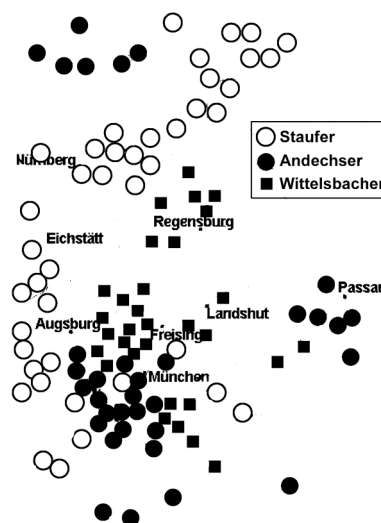 Staufer
Andechser
Wittelsbacher
Nürnberg
Regensburg
Eichstätt
Passau
Landshut
Augsburg
Freising
München